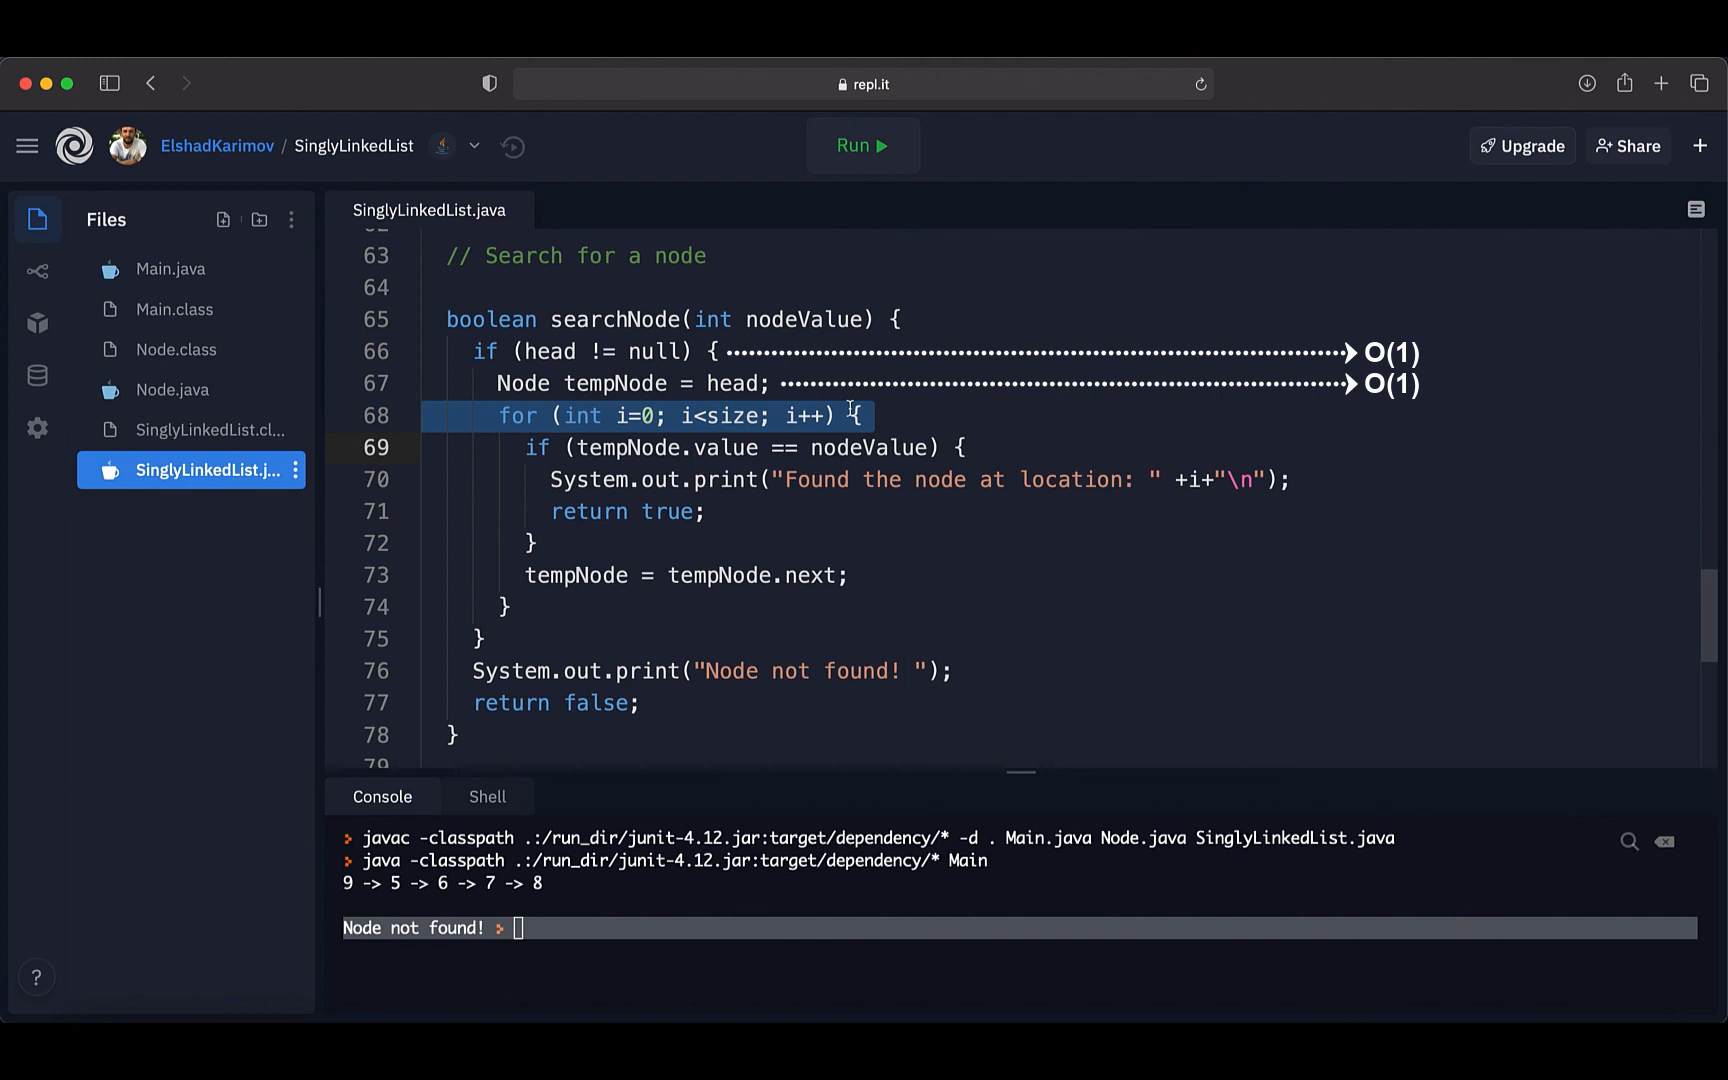 repl.it
ElshadKarimov / SinglyLinkedList
Run
Upgrade
Share
Files
Main.java
Main.class
Node.class
Node.java
SinglyLinkedList.cl...
SinglyLinkedList.j...
SinglyLinkedList.java
62
63 // Search for a node
64
65 boolean searchNode(int nodeValue) {
66 if (head != null) { O(1)
67 Node tempNode = head; O(1)
68 for (int i=0; i<size; i++) {
69 if (tempNode.value == nodeValue) {
70 System.out.print("Found the node at location: " +i+"\n");
71 return true;
72 }
73 tempNode = tempNode.next;
74 }
75 }
76 System.out.print("Node not found! ");
77 return false;
78 }
79
Console Shell
> javac -classpath .:/run_dir/junit-4.12.jar:target/dependency/* -d . Main.java Node.java SinglyLinkedList.java
> java -classpath .:/run_dir/junit-4.12.jar:target/dependency/* Main
9 -> 5 -> 6 -> 7 -> 8
Node not found! >
?